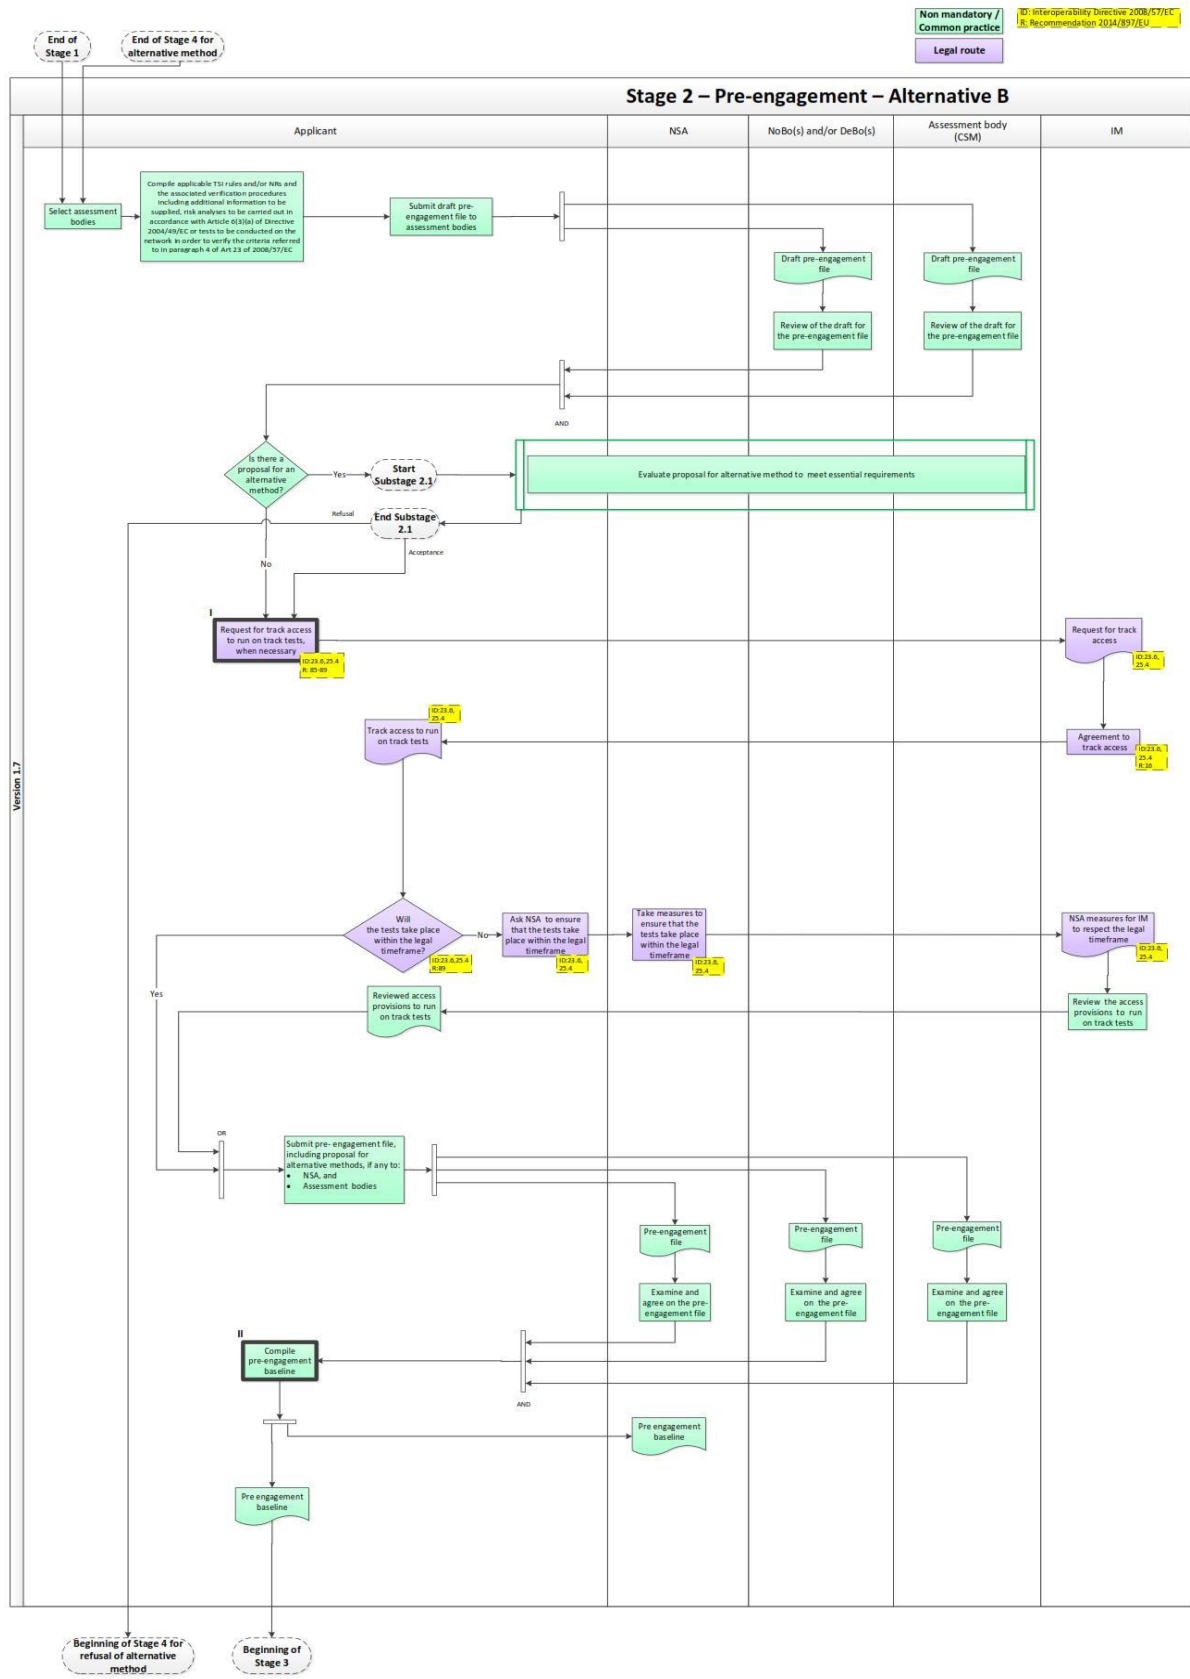 Non mandatory /
Common practice
ID: Interoperability Directive 2008/57/EC
R: Recommendation 2014/897/EU
Legal route
End of
Stage 1
End of Stage 4 for
alternative method
Stage 2 – Pre-engagement – Alternative B
Applicant
NSA
NoBo(s) and/or DeBo(s)
Assessment body
(CSM)
IM
Version 1.7
Select assessment
bodies
Compile applicable TSI rules and/or NRs and
the associated verification procedures
including additional information to be
supplied, risk analyses to be carried out in
accordance with Article 6(3)(a) of Directive
2004/49/EC or tests to be conducted on the
network in order to verify the criteria referred
to in paragraph 4 of Art 23 of 2008/57/EC
Submit draft pre-
engagement file to
assessment bodies
Draft pre-engagement
file
Draft pre-engagement
file
Review of the draft for
the pre-engagement file
Review of the draft for
the pre-engagement file
AND
Is there a
proposal for an
alternative
method?
Yes
Start
Substage 2.1
Evaluate proposal for alternative method to meet essential requirements
Refusal
End Substage
2.1
Acceptance
No
I
Request for track access
to run on track tests,
when necessary
ID:23.6,25.4
R: 85-89
Request for track
access
ID:23.6,
25.4
ID:23.6,
25.4
Track access to run
on track tests
Agreement to
track access
ID:23.6,
25.4
R:16
Will
the tests take place
within the legal
timeframe?
ID:23.6,25.4
R:89
No
Ask NSA to ensure
that the tests take
place within the legal
timeframe
ID:23.6,
25.4
Take measures to
ensure that the
tests take place
within the legal
timeframe
ID:23.6,
25.4
NSA measures for IM
to respect the legal
timeframe
ID:23.6,
25.4
Yes
Reviewed access
provisions to run
on track tests
Review the access
provisions to run
on track tests
OR
Submit pre- engagement file,
including proposal for
alternative methods, if any to:
• NSA, and
• Assessment bodies
Pre-engagement
file
Pre-engagement
file
Pre-engagement
file
Examine and
agree on the pre-
engagement file
Examine and agree
on the pre-
engagement file
Examine and agree
on the pre-
engagement file
II
Compile
pre-engagement
baseline
AND
Pre engagement
baseline
Pre engagement
baseline
Beginning of Stage 4 for
refusal of alternative
method
Beginning of
Stage 3